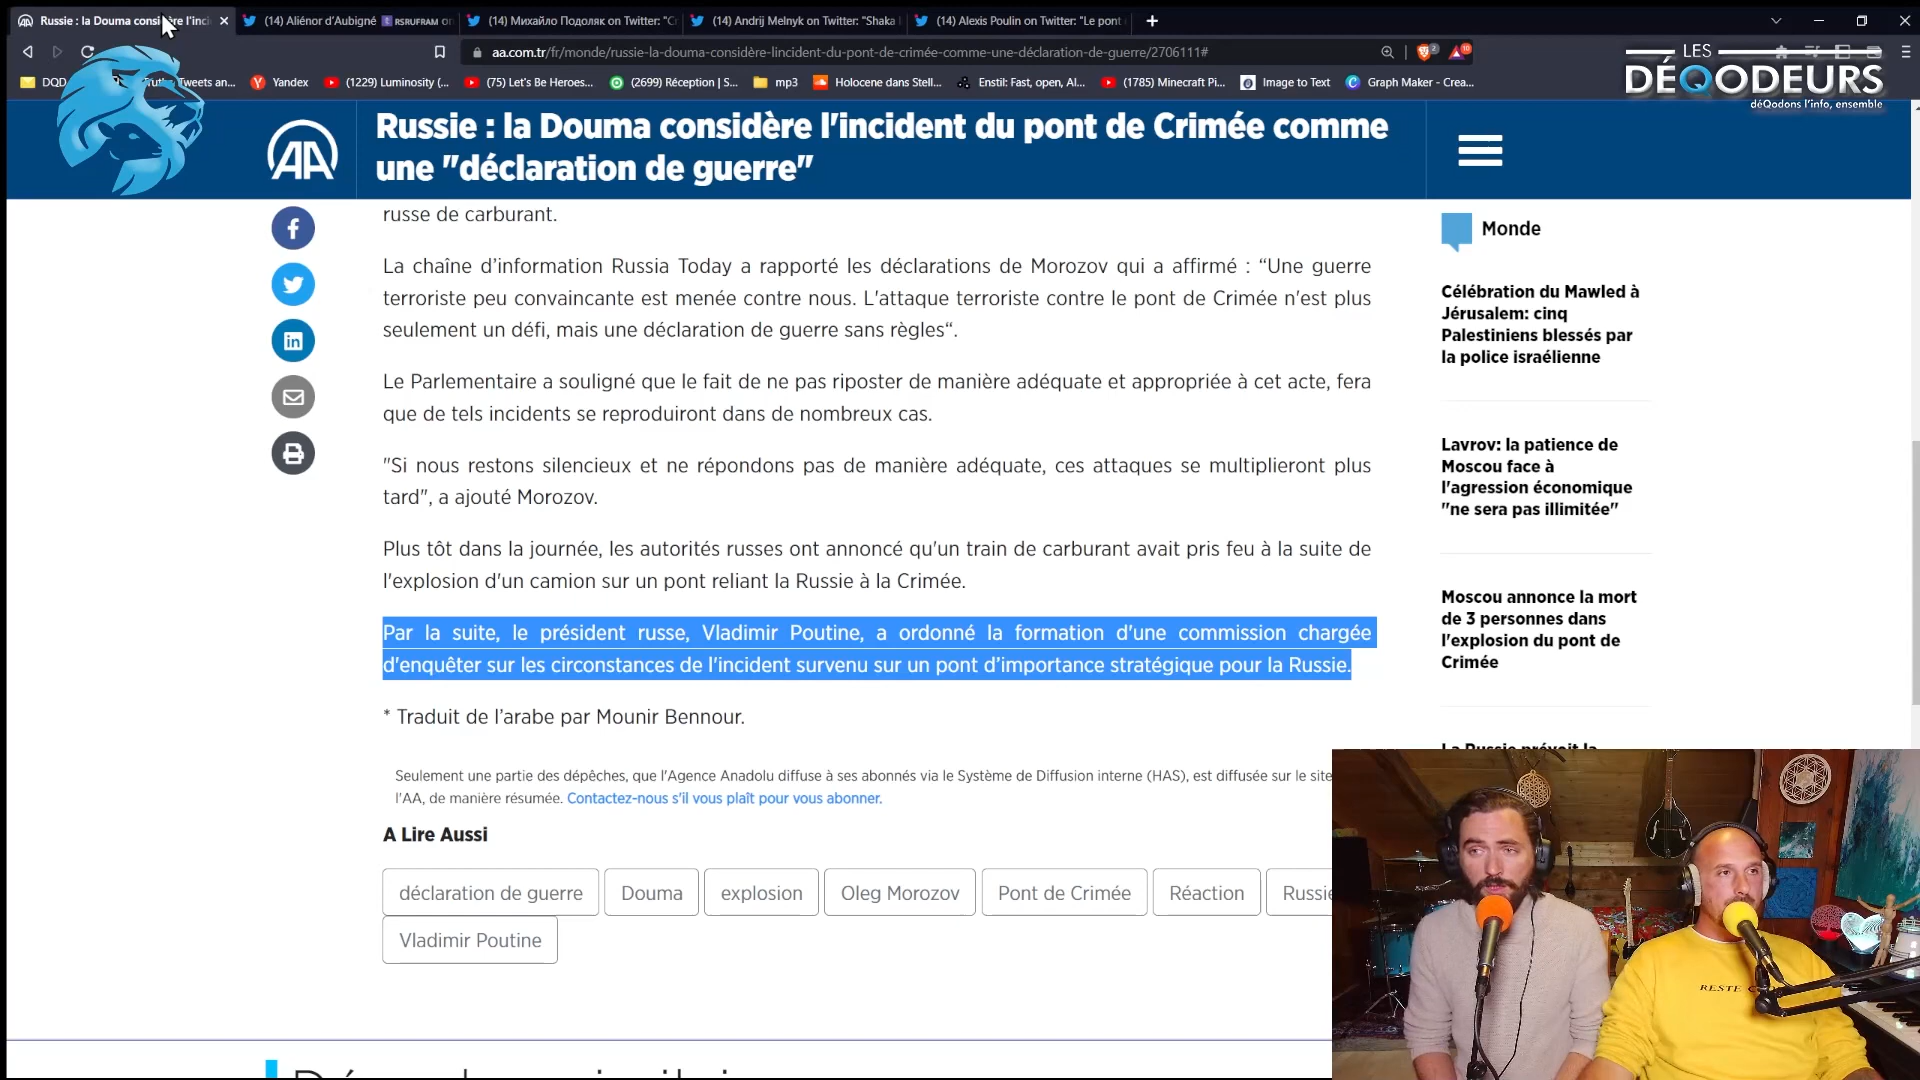 Russie : la Douma considère l'inci
(14) Aliénor d'Aubigné RSRUFRAM on
(14) Михайло Подоляк on Twitter: "Cr
(14) Andrij Melnyk on Twitter: "Shaka
(14) Alexis Poulin on Twitter: "Le pont
aa.com.tr/fr/monde/russie-la-douma-considère-lincident-du-pont-de-crimée-comme-une-déclaration-de-guerre/2706111#
DQD
Truth, Tweets an...
Yandex
(1229) Luminosity (...
(75) Let's Be Heroes...
(2699) Réception | S...
mp3
Holocene dans Stell...
Enstil: Fast, open, Al...
(1785) Minecraft Pi...
Image to Text
Graph Maker - Crea...
LES
DÉQODEURS
déQodons l'info, ensemble
AA
Russie : la Douma considère l'incident du pont de Crimée comme
une "déclaration de guerre"
russe de carburant.
La chaîne d’information Russia Today a rapporté les déclarations de Morozov qui a affirmé : “Une guerre
terroriste peu convaincante est menée contre nous. L'attaque terroriste contre le pont de Crimée n'est plus
seulement un défi, mais une déclaration de guerre sans règles“.
Le Parlementaire a souligné que le fait de ne pas riposter de manière adéquate et appropriée à cet acte, fera
que de tels incidents se reproduiront dans de nombreux cas.
"Si nous restons silencieux et ne répondons pas de manière adéquate, ces attaques se multiplieront plus
tard", a ajouté Morozov.
Plus tôt dans la journée, les autorités russes ont annoncé qu'un train de carburant avait pris feu à la suite de
l'explosion d'un camion sur un pont reliant la Russie à la Crimée.
Par la suite, le président russe, Vladimir Poutine, a ordonné la formation d'une commission chargée
d'enquêter sur les circonstances de l'incident survenu sur un pont d’importance stratégique pour la Russie.
* Traduit de l’arabe par Mounir Bennour.
Seulement une partie des dépêches, que l'Agence Anadolu diffuse à ses abonnés via le Système de Diffusion interne (HAS), est diffusée sur le site
l'AA, de manière résumée. Contactez-nous s'il vous plaît pour vous abonner.
A Lire Aussi
déclaration de guerre
Douma
explosion
Oleg Morozov
Pont de Crimée
Réaction
Russie
Vladimir Poutine
Monde
Célébration du Mawled à
Jérusalem: cinq
Palestiniens blessés par
la police israélienne
Lavrov: la patience de
Moscou face à
l'agression économique
"ne sera pas illimitée"
Moscou annonce la mort
de 3 personnes dans
l'explosion du pont de
Crimée
La Russie prévoit la
RESTE